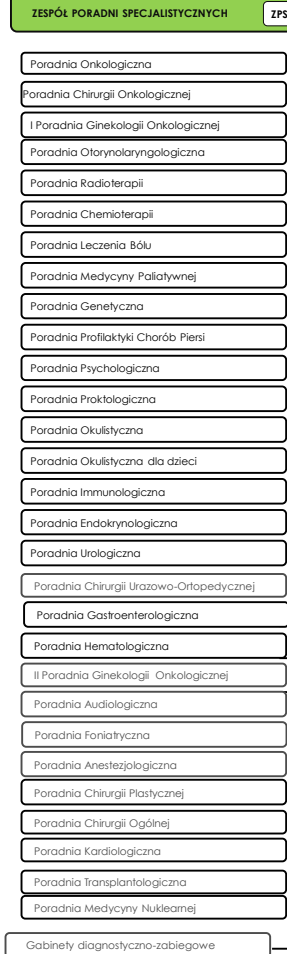 ZESPÓŁ PORADNI SPECJALISTYCZNYCH ZPS
Poradnia Onkologiczna
Poradnia Chirurgii Onkologicznej
I Poradnia Ginekologii Onkologicznej
Poradnia Otorynolaryngologiczna
Poradnia Radioterapii
Poradnia Chemioterapii
Poradnia Leczenia Bólu
Poradnia Medycyny Paliatywnej
Poradnia Genetyczna
Poradnia Profilaktyki Chorób Piersi
Poradnia Psychologiczna
Poradnia Proktologiczna
Poradnia Okulistyczna
Poradnia Okulistyczna dla dzieci
Poradnia Immunologiczna
Poradnia Endokrynologiczna
Poradnia Urologiczna
Poradnia Chirurgii Urazowo-Ortopedycznej
Poradnia Gastroenterologiczna
Poradnia Hematologiczna
II Poradnia Ginekologii Onkologicznej
Poradnia Audiologiczna
Poradnia Foniatryczna
Poradnia Anestezjologiczna
Poradnia Chirurgii Plastycznej
Poradnia Chirurgii Ogólnej
Poradnia Kardiologiczna
Poradnia Transplantologiczna
Poradnia Medycyny Nuklearnej
Gabinety diagnostyczno-zabiegowe